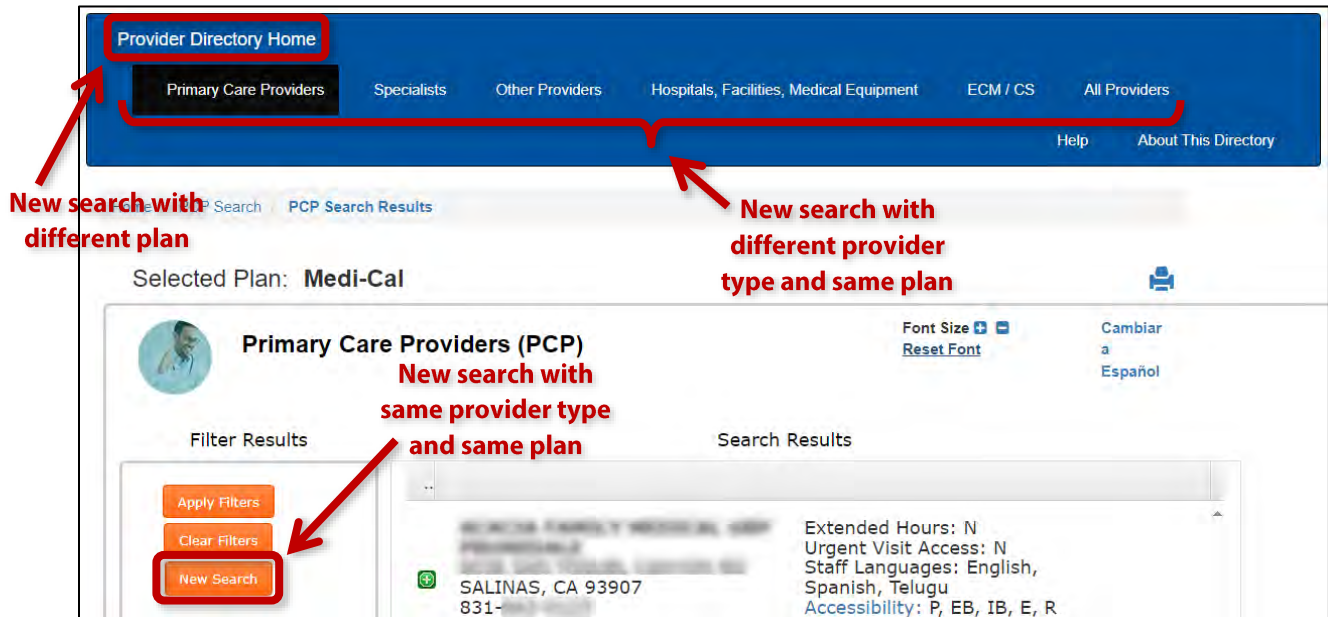 Provider Directory Home
Primary Care Providers Specialists Other Providers Hospitals, Facilities, Medical Equipment ECM / CS All Providers
Help About This Directory
New search with
different plan
Home / PCP Search / PCP Search Results
New search with
different provider
type and same plan
Selected Plan: Medi-Cal
Primary Care Providers (PCP)
Font Size
Reset Font
Cambiar
a
Español
New search with
same provider type
and same plan
Filter Results
Search Results
..
Apply Filters
Clear Filters
New Search
SALINAS, CA 93907
831-
Extended Hours: N
Urgent Visit Access: N
Staff Languages: English,
Spanish, Telugu
Accessibility: P, EB, IB, E, R